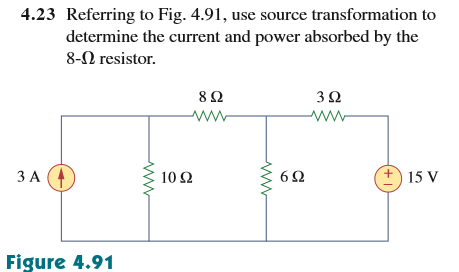 4.23 Referring to Fig. 4.91, use source transformation to
determine the current and power absorbed by the
8-Ω resistor.
8 Ω
3 Ω
3 A
10 Ω
6 Ω
+
−
15 V
Figure 4.91